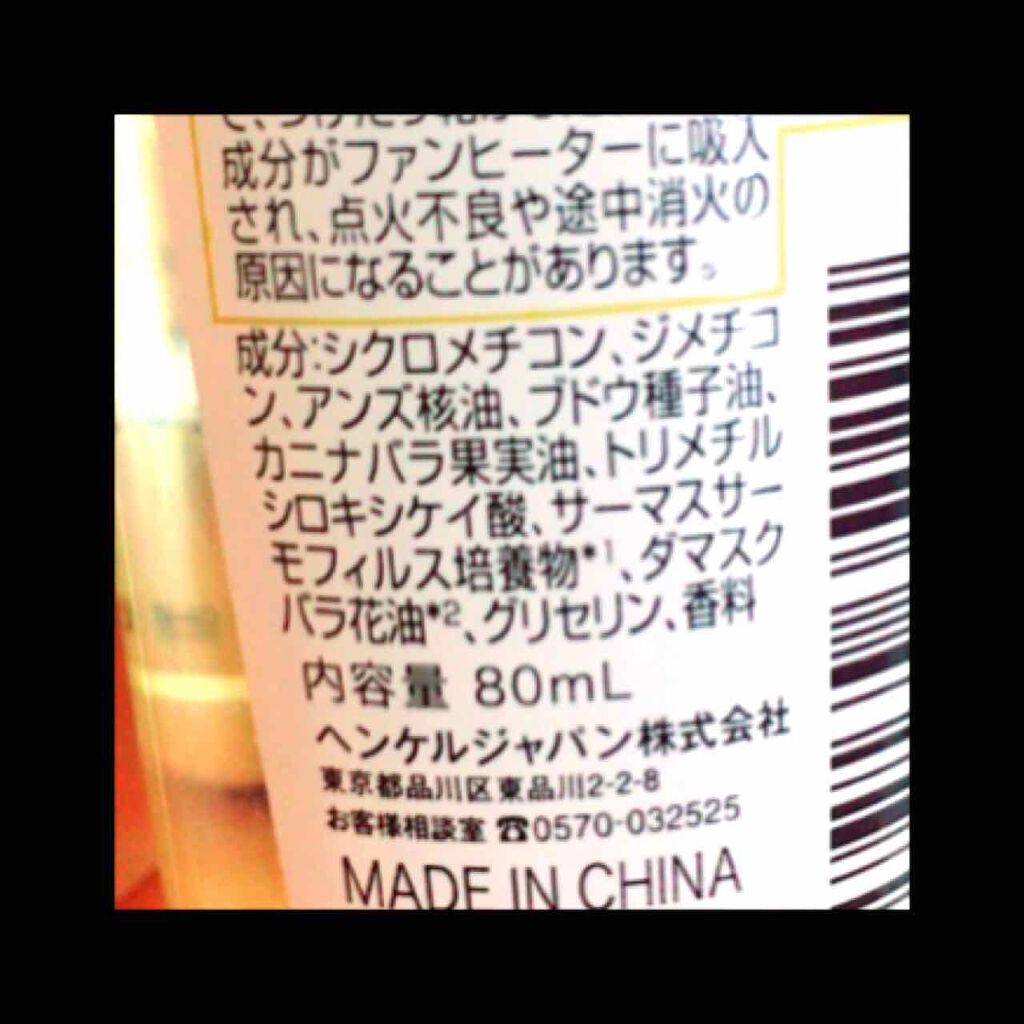 成分がファンヒーターに吸入
され、点火不良や途中消火の
原因になることがあります。
成分:シクロメチコン、ジメチコ
ン、アンズ核油、ブドウ種子油、
カニナバラ果実油、トリメチル
シロキシケイ酸、サーマスサー
モフィルス培養物*1、ダマスク
バラ花油*2、グリセリン、香料
内容量 80mL
ヘンケルジャパン株式会社
東京都品川区東品川2-2-8
お客様相談室 ☎0570-032525
MADE IN CHINA